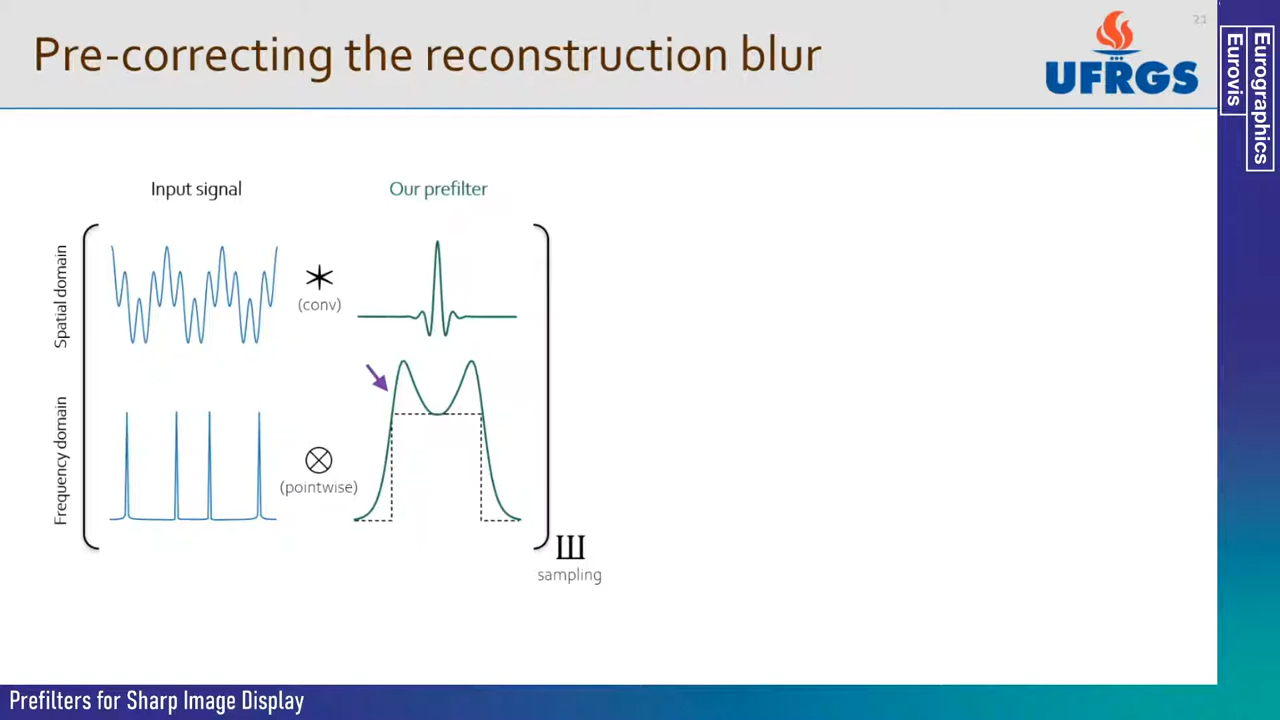 Pre-correcting the reconstruction blur
21
UFRGS
Eurographics
Eurovis
Input signal
Our prefilter
Spatial domain
(conv)
Frequency domain
(pointwise)
Ш
sampling
Prefilters for Sharp Image Display